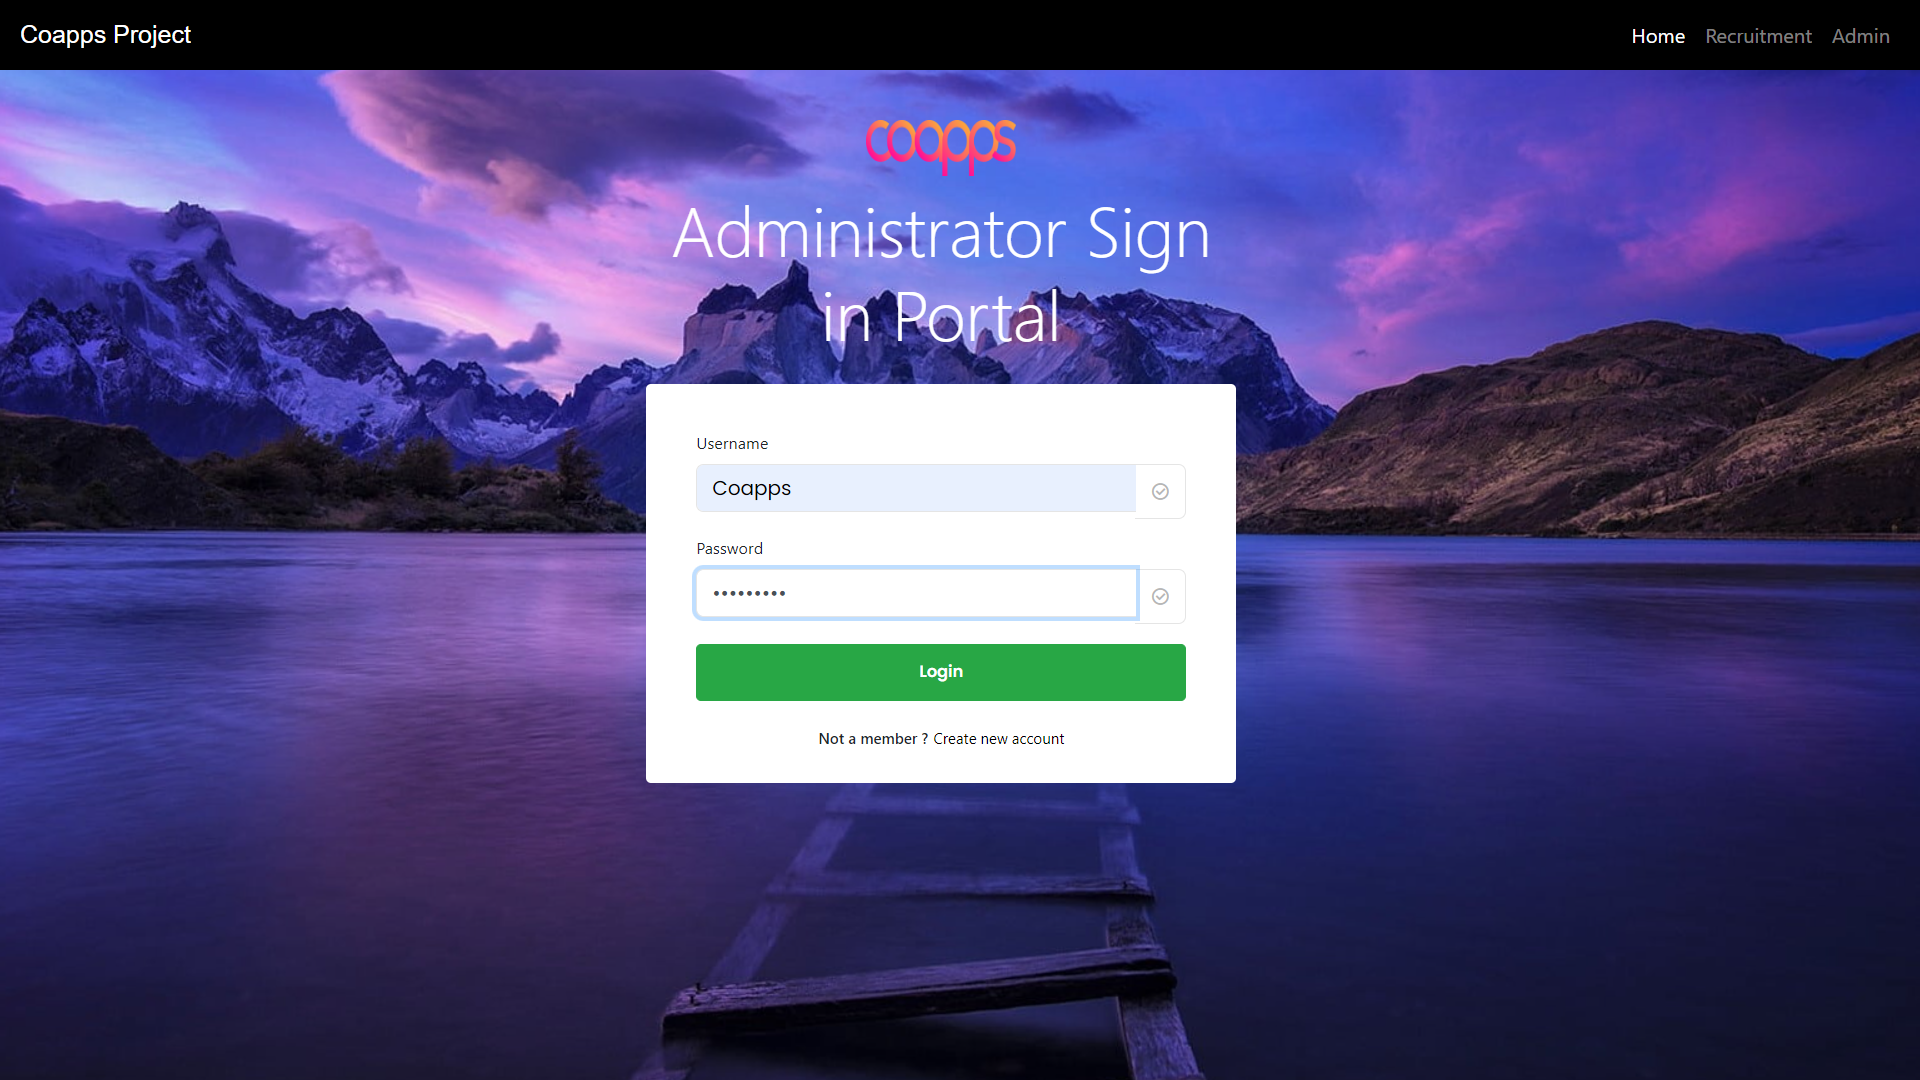 Coapps Project
Home Recruitment Admin
coapps
Administrator Sign
in Portal
Username
Coapps
Password
•••••••••
Login
Not a member ? Create new account